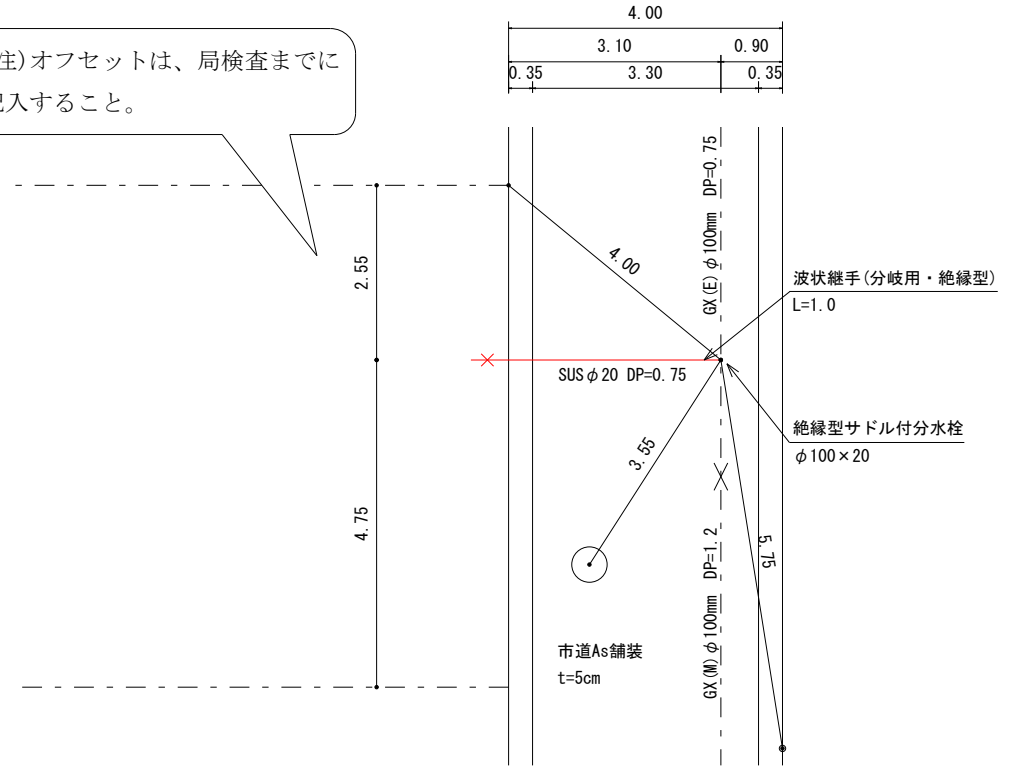 4.00
3.10
0.90
0.35
3.30
0.35
注)オフセットは、局検査までに
記入すること。
GX(E)φ100mm DP=0.75
2.55
4.00
波状継手(分岐用・絶縁型)
L=1.0
SUSφ20 DP=0.75
絶縁型サドル付分水栓
φ100×20
3.55
4.75
5.75
GX(M)φ100mm DP=1.2
市道As舗装
t=5cm